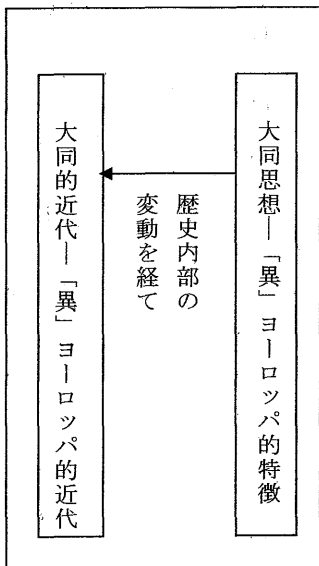 大同思想―「異」ヨーロッパ的特徴
歴史内部の
変動を経て
大同的近代―「異」ヨーロッパ的近代